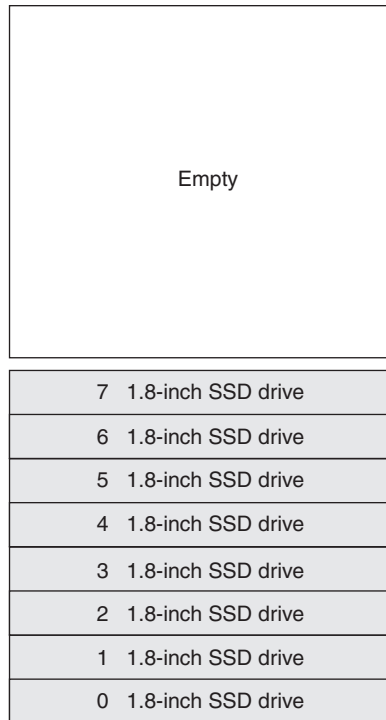 Empty
7 1.8-inch SSD drive
6 1.8-inch SSD drive
5 1.8-inch SSD drive
4 1.8-inch SSD drive
3 1.8-inch SSD drive
2 1.8-inch SSD drive
1 1.8-inch SSD drive
0 1.8-inch SSD drive